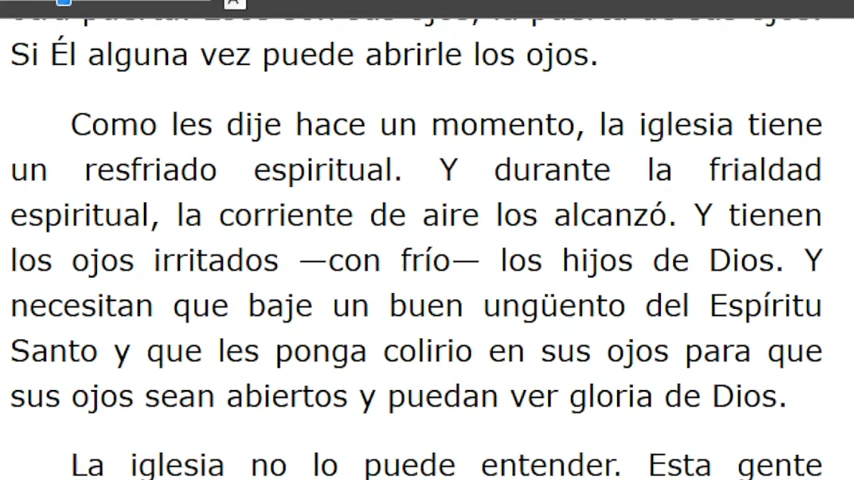 Si Él alguna vez puede abrirle los ojos.
Como les dije hace un momento, la iglesia tiene
un resfriado espiritual. Y durante la frialdad
espiritual, la corriente de aire los alcanzó. Y tienen
los ojos irritados —con frío— los hijos de Dios. Y
necesitan que baje un buen ungüento del Espíritu
Santo y que les ponga colirio en sus ojos para que
sus ojos sean abiertos y puedan ver gloria de Dios.
La iglesia no lo puede entender. Esta gente